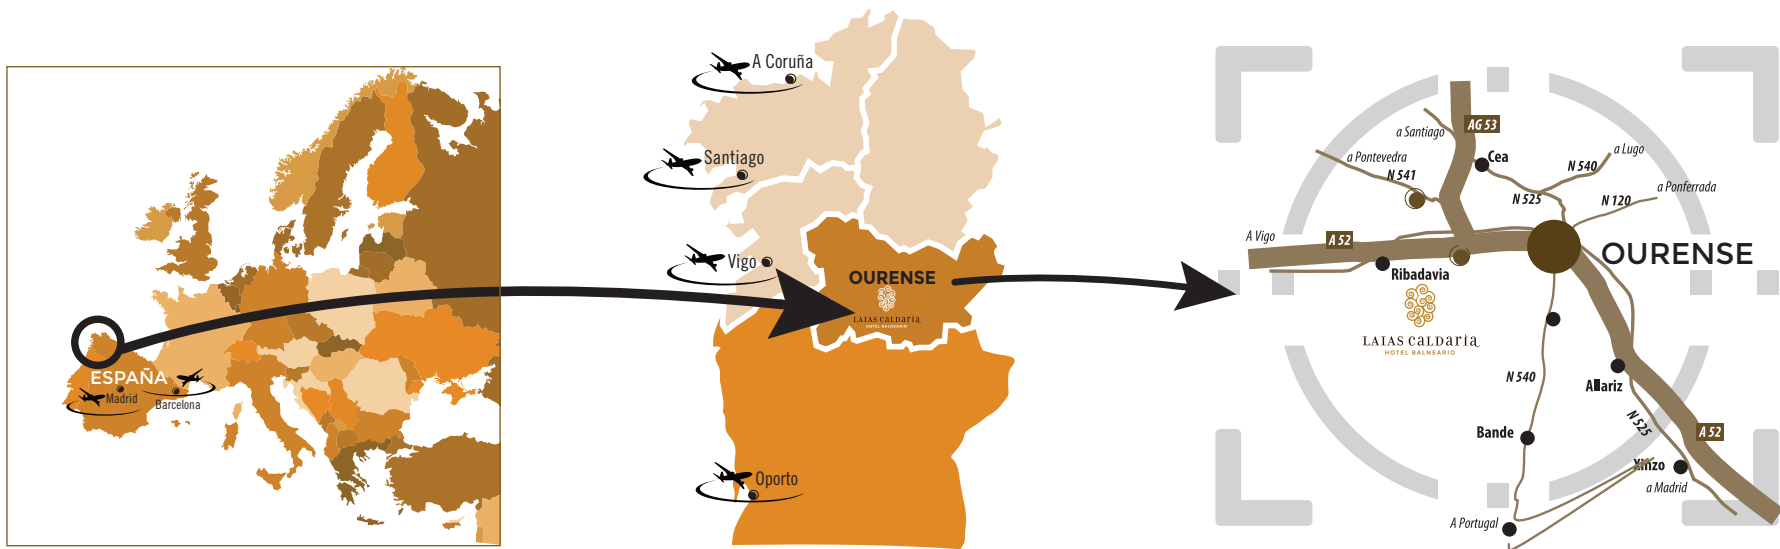 ESPAÑA
Madrid
Barcelona
A Coruña
Santiago
Vigo
OURENSE
LAIAS CALDARIA
HOTEL BALNEARIO
Oporto
a Santiago
AG 53
a Pontevedra
N 541
Cea
N 540
a Lugo
N 525
N 120
a Ponferrada
A Vigo
A 52
Ribadavia
OURENSE
LAIAS CALDARIA
HOTEL BALNEARIO
N 540
Allariz
Bande
N 525
A 52
Xinzo
a Madrid
A Portugal